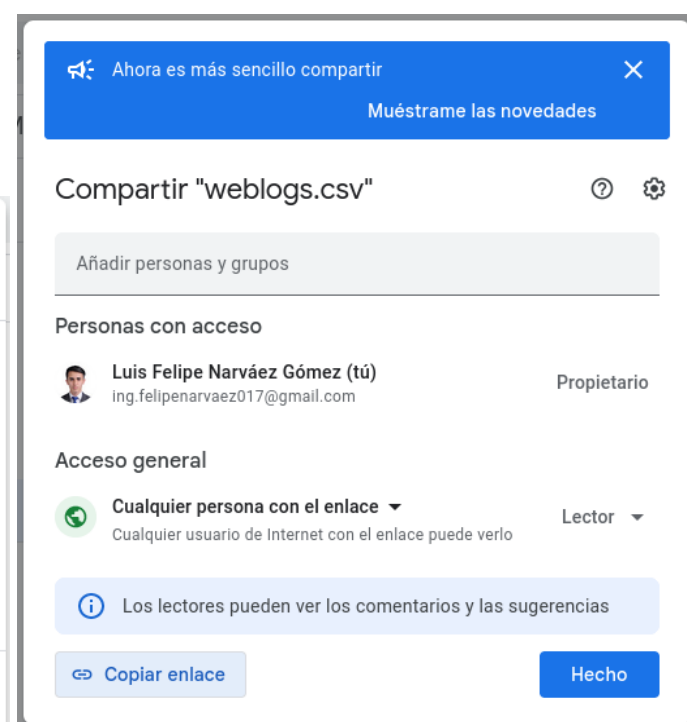 Ahora es más sencillo compartir
Muéstrame las novedades
Compartir "weblogs.csv"
Añadir personas y grupos
Personas con acceso
Luis Felipe Narváez Gómez (tú)
ing.felipenarvaez017@gmail.com
Propietario
Acceso general
Cualquier persona con el enlace
Cualquier usuario de Internet con el enlace puede verlo
Lector
Los lectores pueden ver los comentarios y las sugerencias
Copiar enlace
Hecho